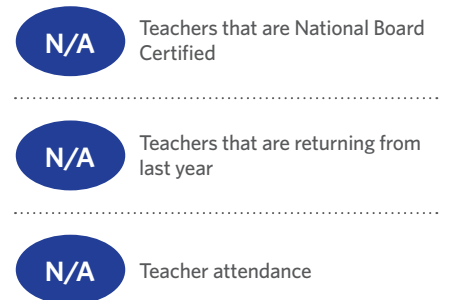 N/A
Teachers that are National Board
Certified
N/A
Teachers that are returning from
last year
N/A
Teacher attendance